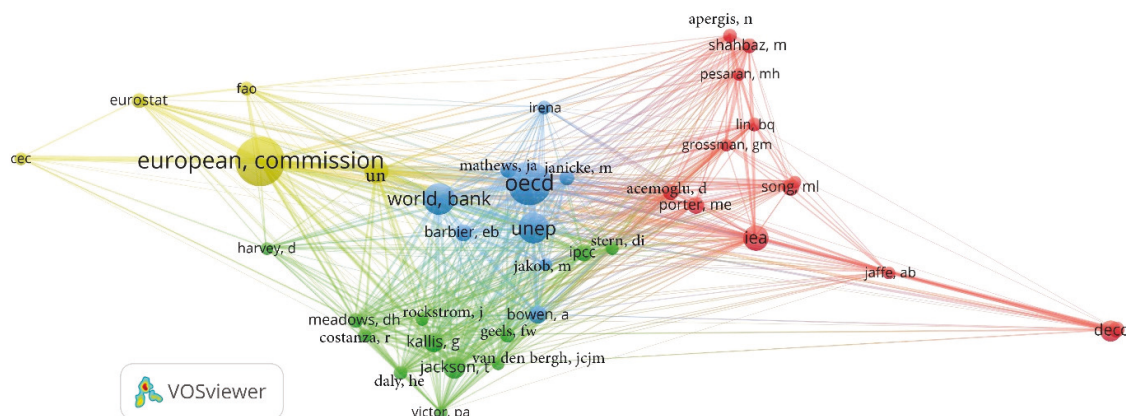 apergis, n
shahbaz, m
pesaran, mh
fao
eurostat
irena
lin, bq
grossman, gm
cec
european, commission
un
mathews, ja
janicke, m
oecd
acemoglu, d
song, ml
world, bank
porter, me
unep
barbier, eb
iea
harvey, d
stern, di
ipcc
jakob, m
jaffe, ab
rockstrom, j
meadows, dh
bowen, a
decc
costanza, r
kallis, g
geels, fw
van den bergh, jcjm
jackson, t
daly, he
victor, pa
VOSviewer